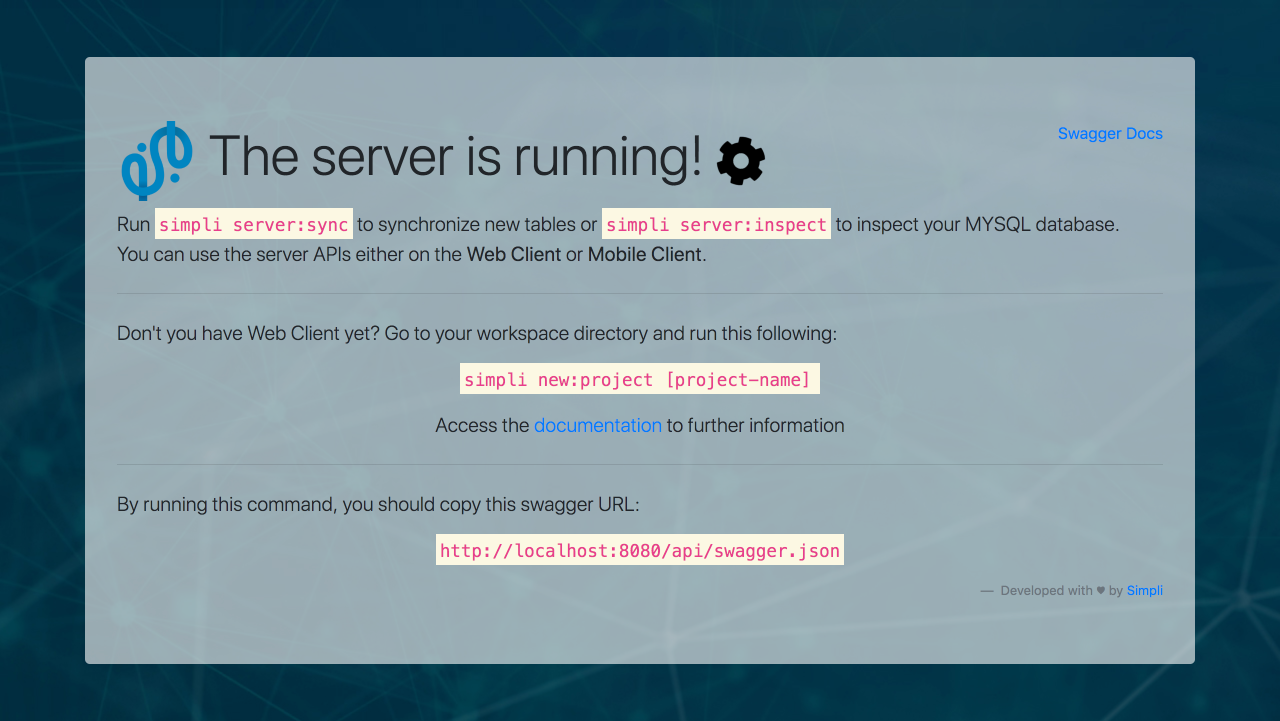 The server is running!
Swagger Docs
Run simpli server:sync to synchronize new tables or simpli server:inspect to inspect your MYSQL database.
You can use the server APIs either on the Web Client or Mobile Client.
Don't you have Web Client yet? Go to your workspace directory and run this following:
simpli new:project [project-name]
Access the documentation to further information
By running this command, you should copy this swagger URL:
http://localhost:8080/api/swagger.json
— Developed with ♥ by Simpli